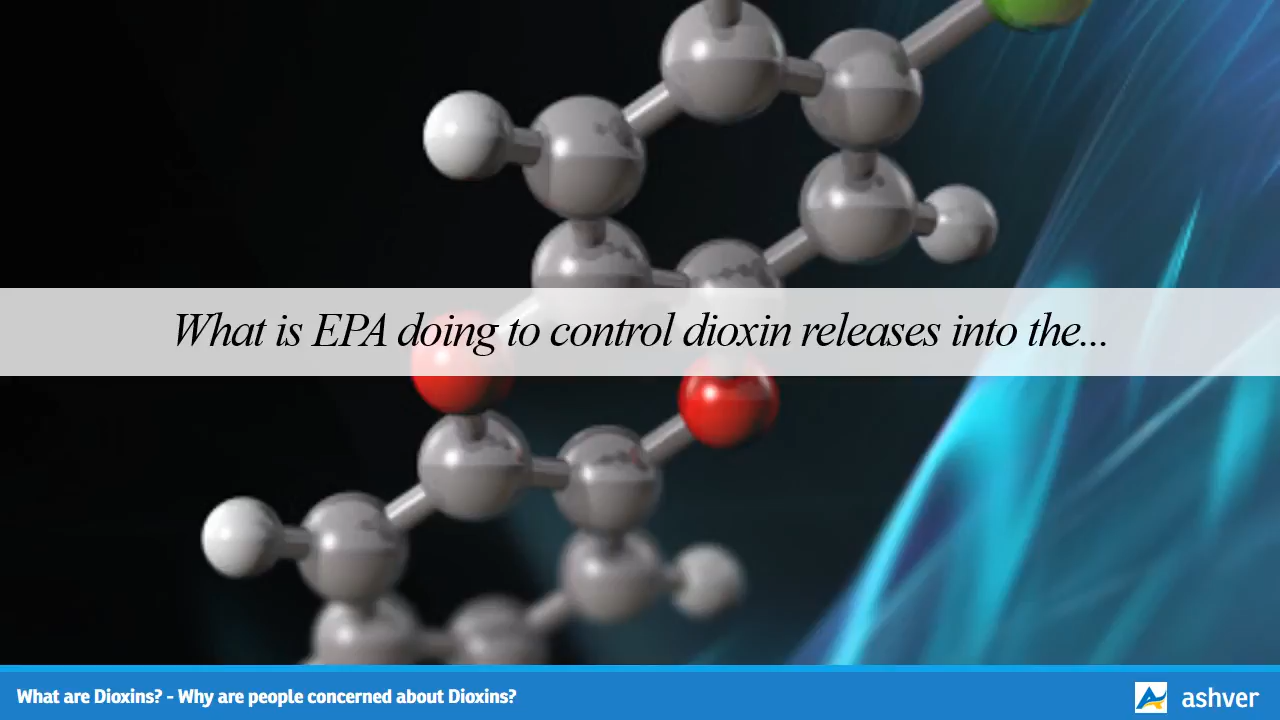 What is EPA doing to control dioxin releases into the...
What are Dioxins? - Why are people concerned about Dioxins?
ashver